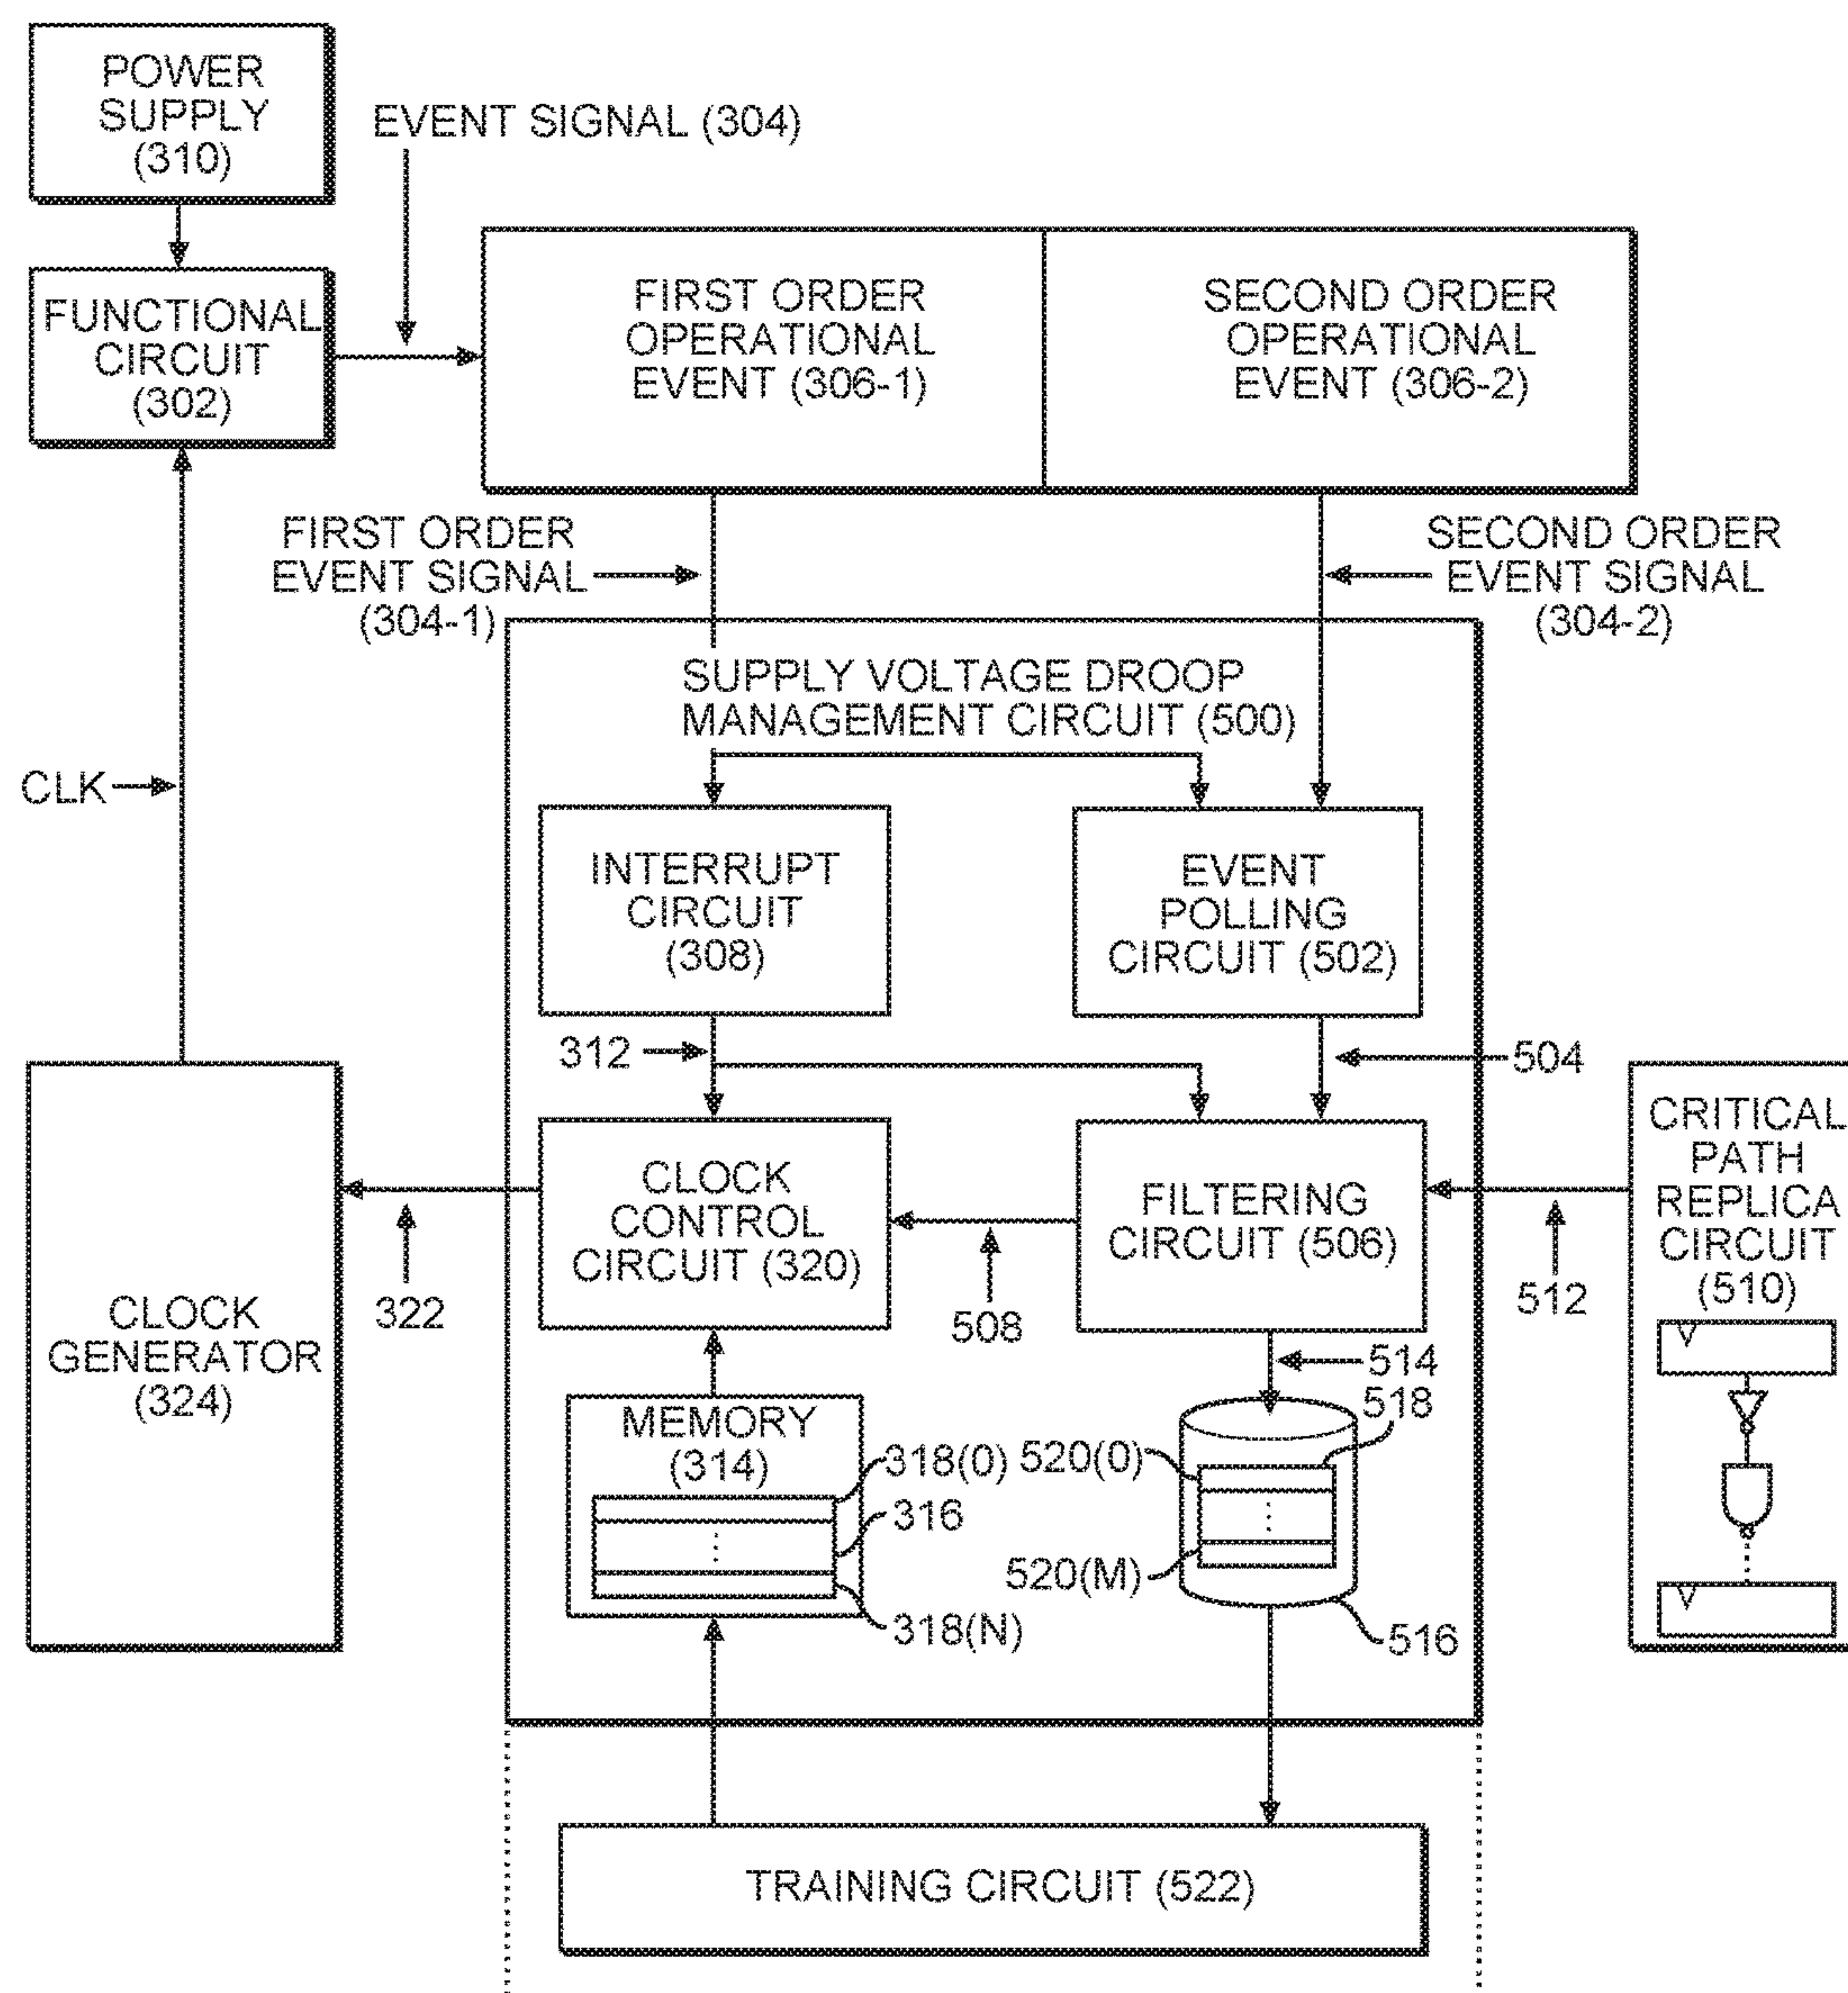 POWER
SUPPLY
(310)
EVENT SIGNAL (304)
FUNCTIONAL
CIRCUIT
(302)
FIRST ORDER
OPERATIONAL
EVENT (306-1)
SECOND ORDER
OPERATIONAL
EVENT (306-2)
FIRST ORDER
EVENT SIGNAL
(304-1)
SECOND ORDER
EVENT SIGNAL
(304-2)
SUPPLY VOLTAGE DROOP
MANAGEMENT CIRCUIT (500)
CLK
INTERRUPT
CIRCUIT
(308)
EVENT
POLLING
CIRCUIT (502)
312
504
CLOCK
GENERATOR
(324)
322
CLOCK
CONTROL
CIRCUIT (320)
508
FILTERING
CIRCUIT (506)
512
CRITICAL
PATH
REPLICA
CIRCUIT
(510)
514
518
MEMORY
(314)
318(0)
316
318(N)
520(0)
520(M)
516
TRAINING CIRCUIT (522)